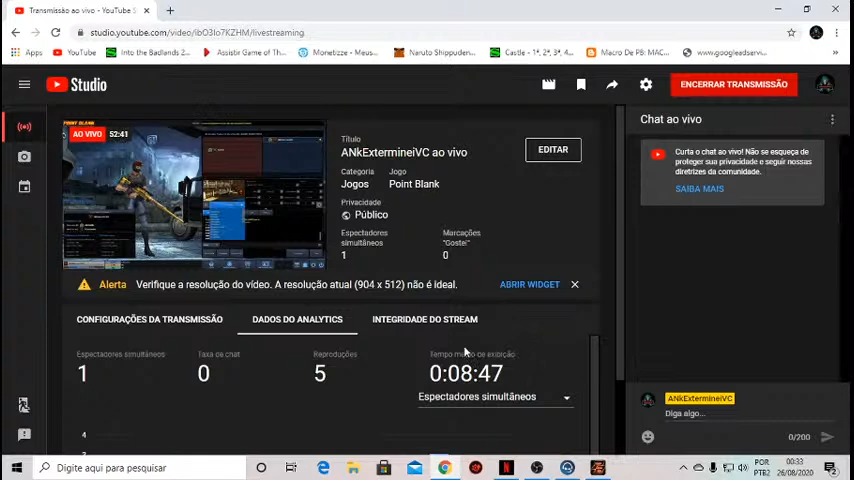 Transmissão ao vivo - YouTube S
studio.youtube.com/video/ibO3Io7KZHM/livestreaming
Apps
YouTube
Into the Badlands 2...
Assistir Game of Th...
Monetizze - Meus...
Naruto Shippuden...
Castle - 1ª, 2ª, 3ª, 4...
Macro De PB: MAC...
www.googleadservi...
Studio
ENCERRAR TRANSMISSÃO
AO VIVO 52:41
POINT BLANK
Título
ANkExtermineiVC ao vivo
EDITAR
Categoria Jogo
Jogos Point Blank
Privacidade
Público
Espectadores simultâneos
1
Marcações "Gostei"
0
Alerta Verifique a resolução do vídeo. A resolução atual (904 x 512) não é ideal.
ABRIR WIDGET
CONFIGURAÇÕES DA TRANSMISSÃO
DADOS DO ANALYTICS
INTEGRIDADE DO STREAM
Espectadores simultâneos
1
Taxa de chat
0
Reproduções
5
Tempo de exibição
0:08:47
Espectadores simultâneos
4
Chat ao vivo
Curta o chat ao vivo! Não se esqueça de
proteger sua privacidade e seguir nossas
diretrizes da comunidade.
SAIBA MAIS
ANkExtermineiVC
Diga algo...
0/200
Digite aqui para pesquisar
POR
PTB2
00:33
26/08/2020
2